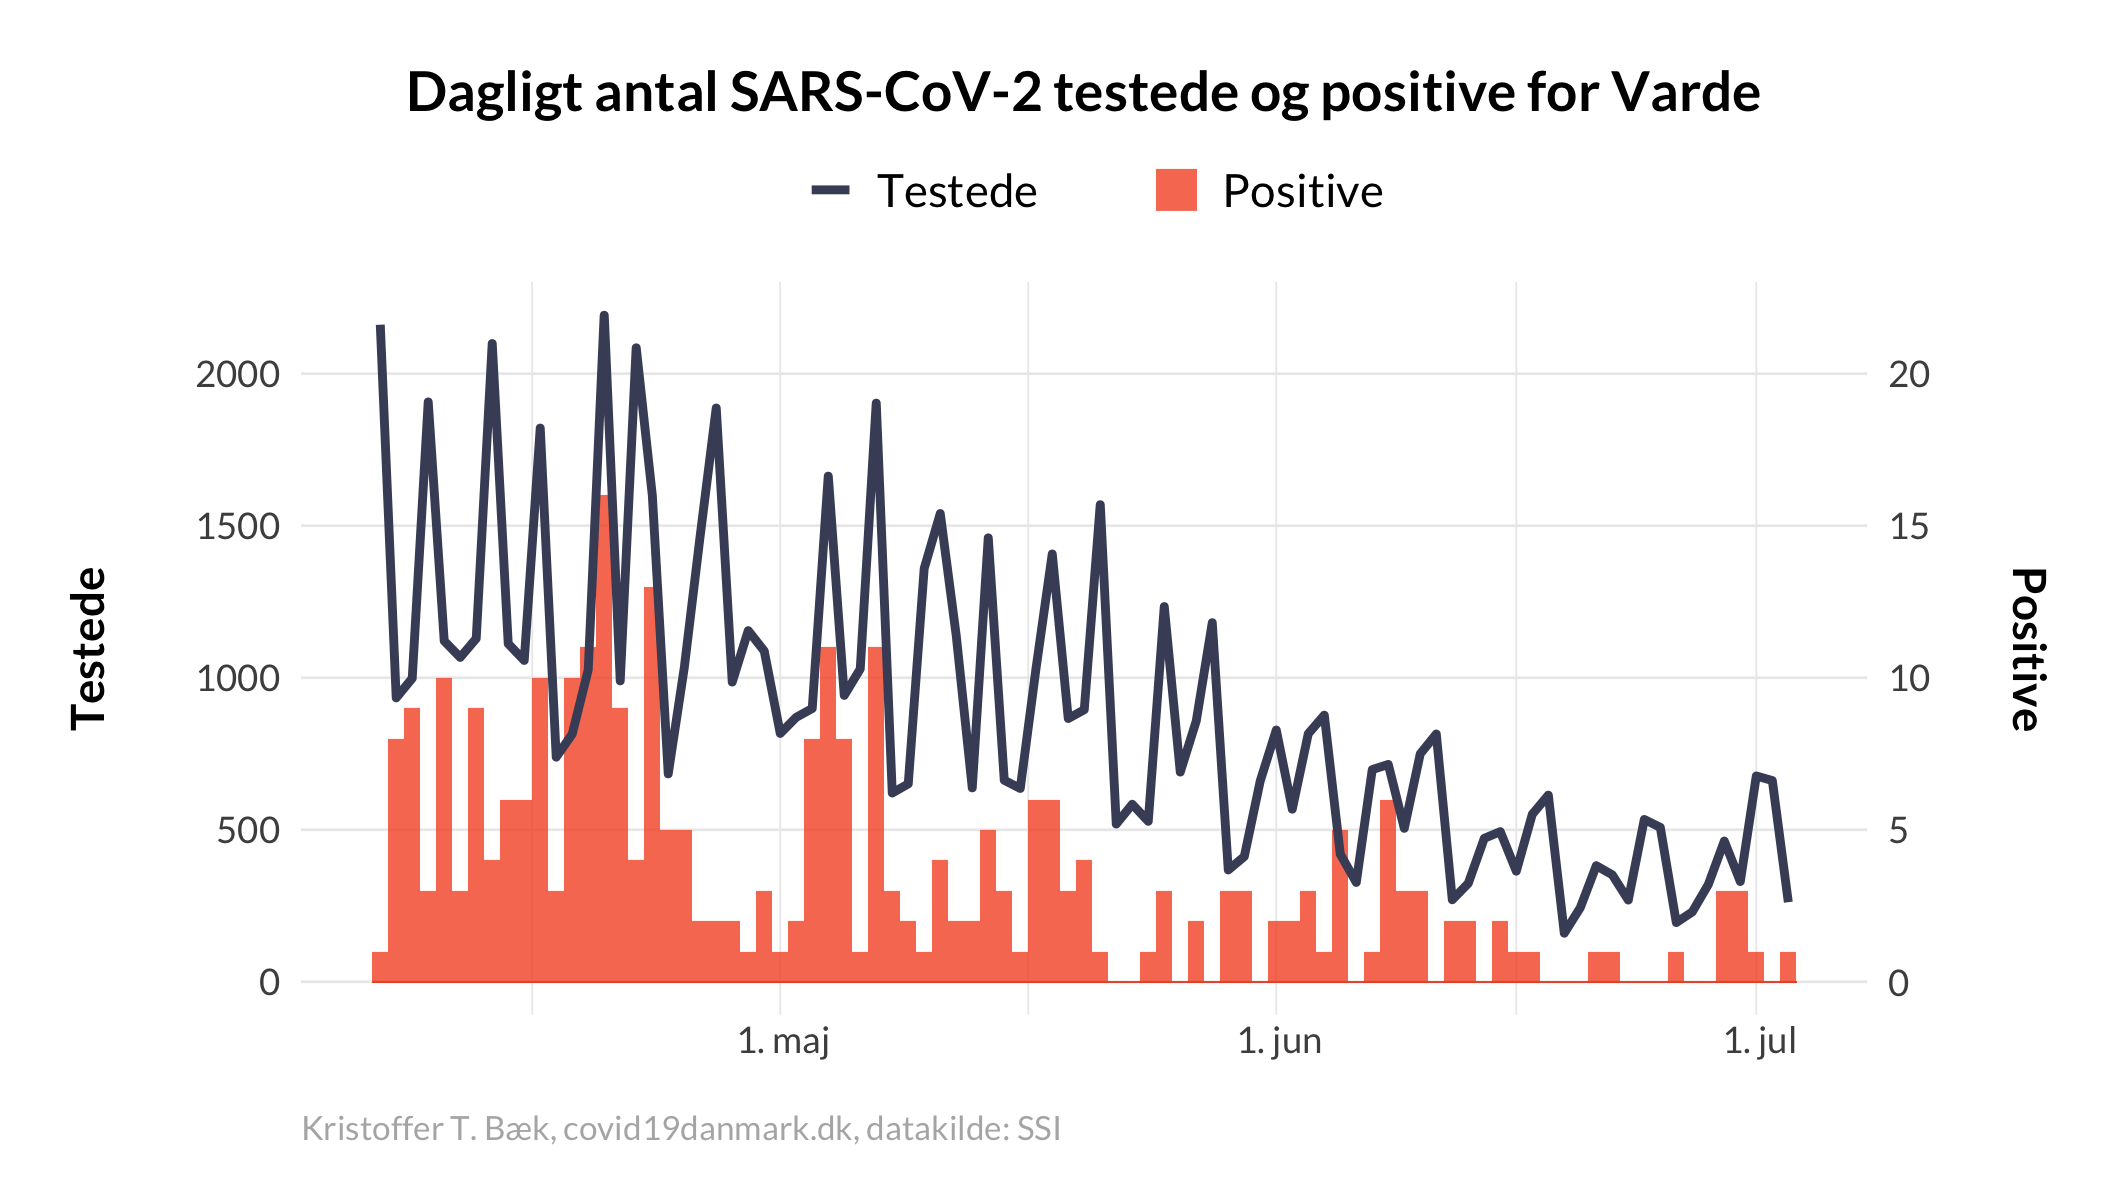 Dagligt antal SARS-CoV-2 testede og positive for Varde
Testede Positive
2000 20
1500 15
1000 10
500 5
0 0
Testede
Positive
1. maj 1. jun 1. jul
Kristoffer T. Bæk, covid19danmark.dk, datakilde: SSI